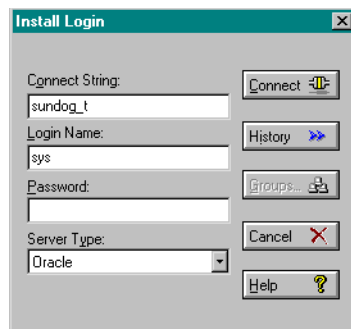 Install Login
Connect String:
Connect
sundog_t
Login Name:
History
sys
Password:
Groups...
Server Type:
Cancel
Oracle
Help